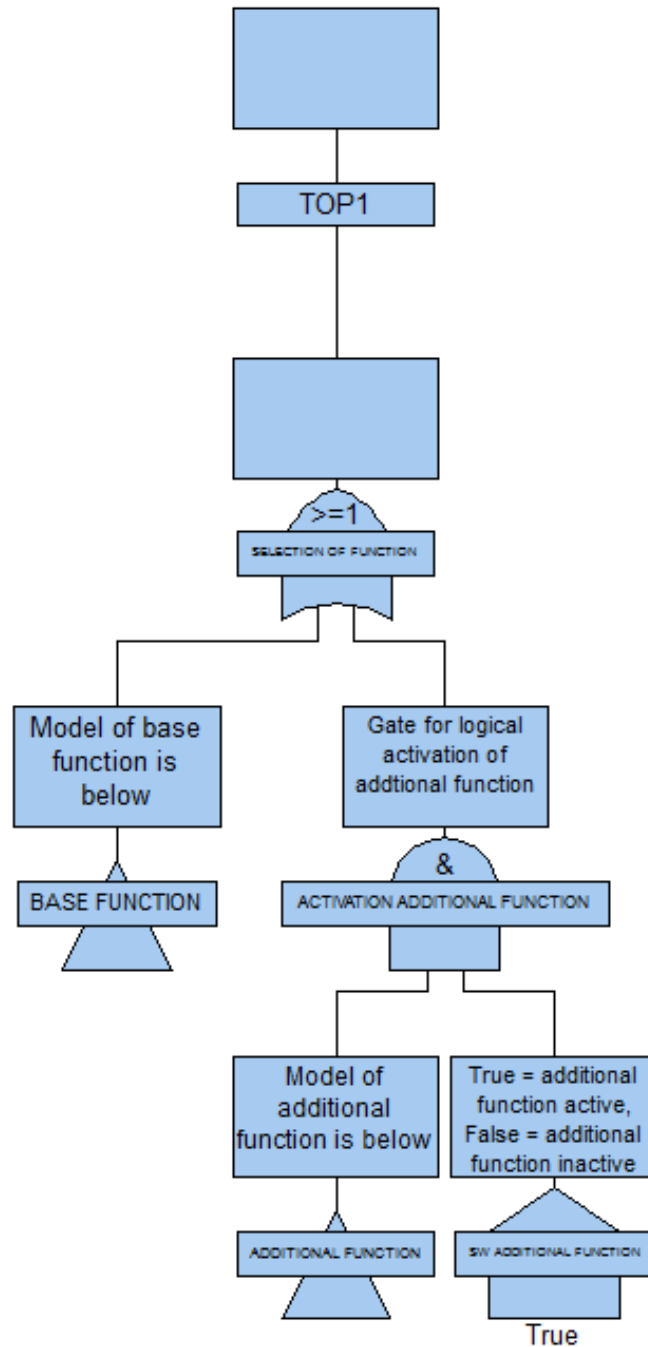 TOP1
>=1
SELECTION OF FUNCTION
Model of base
function is
below
Gate for logical
activation of
addtional function
BASE FUNCTION
&
ACTIVATION ADDITIONAL FUNCTION
Model of
additional
function is below
True = additional
function active,
False = additional
function inactive
ADDITIONAL FUNCTION
SW ADDITIONAL FUNCTION
True